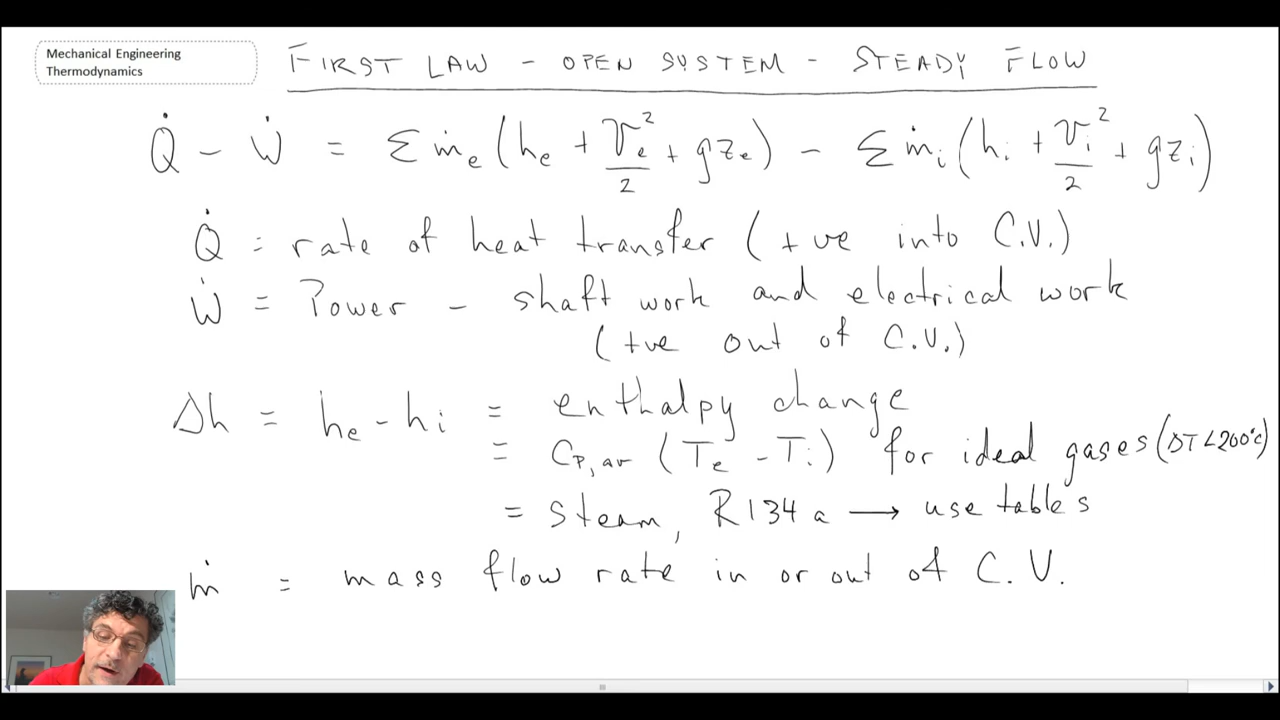 Mechanical Engineering
Thermodynamics
FIRST LAW - OPEN SYSTEM - STEADY FLOW
Q̇ - Ẇ = Σ ṁₑ (hₑ + Vₑ²/2 + gzₑ) - Σ ṁᵢ (hᵢ + Vᵢ²/2 + gzᵢ)
Q̇ = rate of heat transfer (+ve into C.V.)
Ẇ = Power - shaft work and electrical work
(+ve out of C.V.)
Δh = hₑ - hᵢ = enthalpy change
= Cp,av (Tₑ - Tᵢ) for ideal gases (ΔT<200°C)
= steam, R134a → use tables
ṁ = mass flow rate in or out of C.V.